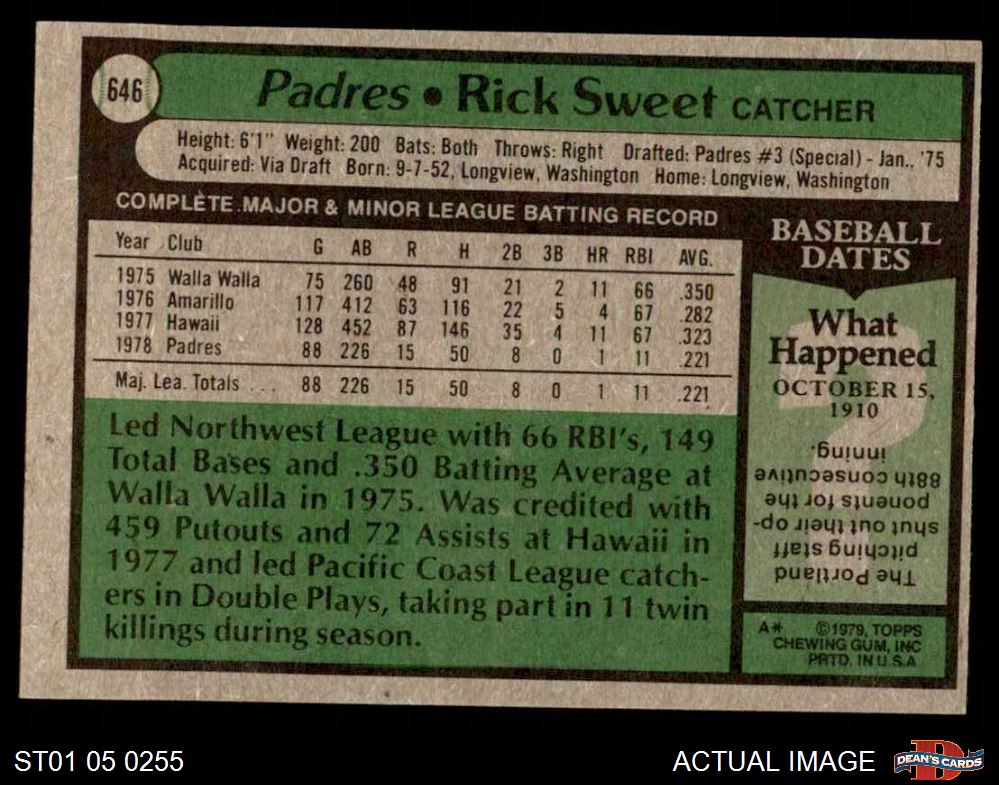 646
Padres • Rick Sweet CATCHER
Height: 6'1" Weight: 200 Bats: Both Throws: Right Drafted: Padres #3 (Special) - Jan., '75
Acquired: Via Draft Born: 9-7-52, Longview, Washington Home: Longview, Washington
COMPLETE MAJOR & MINOR LEAGUE BATTING RECORD
Year Club G AB R H 2B 3B HR RBI AVG.
1975 Walla Walla 75 260 48 91 21 2 11 66 .350
1976 Amarillo 117 412 63 116 22 5 4 67 .282
1977 Hawaii 128 452 87 146 35 4 11 67 .323
1978 Padres 88 226 15 50 8 0 1 11 .221
Maj. Lea. Totals ... 88 226 15 50 8 0 1 11 .221
Led Northwest League with 66 RBI's, 149
Total Bases and .350 Batting Average at
Walla Walla in 1975. Was credited with
459 Putouts and 72 Assists at Hawaii in
1977 and led Pacific Coast League catch-
ers in Double Plays, taking part in 11 twin
killings during season.
BASEBALL
DATES
What
Happened
OCTOBER 15,
1910
The Portland
pitching staff
shut out their op-
ponents for the
88th consecutive
inning.
A* ©1979, TOPPS
CHEWING GUM, INC
PRTD. IN U.S.A
ST01 05 0255
ACTUAL IMAGE
DEAN'S CARDS